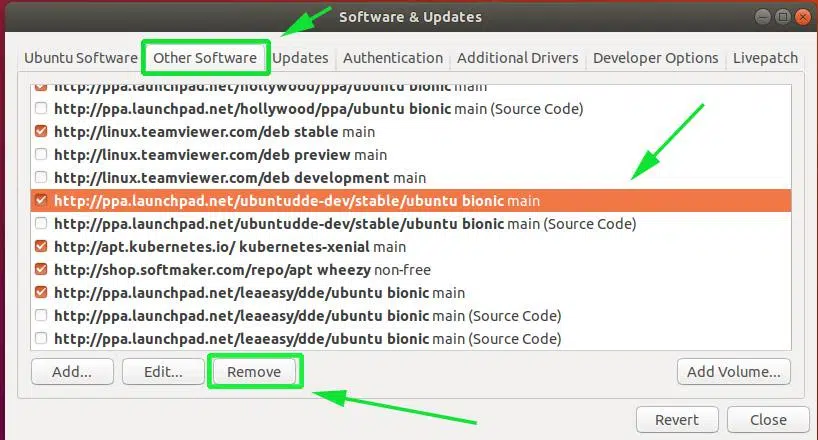 Software & Updates
Ubuntu Software Other Software Updates Authentication Additional Drivers Developer Options Livepatch
http://ppa.launchpad.net/hollywood/ppa/ubuntu bionic main
http://ppa.launchpad.net/hollywood/ppa/ubuntu bionic main (Source Code)
http://linux.teamviewer.com/deb stable main
http://linux.teamviewer.com/deb preview main
http://linux.teamviewer.com/deb development main
http://ppa.launchpad.net/ubuntudde-dev/stable/ubuntu bionic main
http://ppa.launchpad.net/ubuntudde-dev/stable/ubuntu bionic main (Source Code)
http://apt.kubernetes.io/ kubernetes-xenial main
http://shop.softmaker.com/repo/apt wheezy non-free
http://ppa.launchpad.net/leaeasy/dde/ubuntu bionic main
http://ppa.launchpad.net/leaeasy/dde/ubuntu bionic main (Source Code)
http://ppa.launchpad.net/leaeasy/dde/ubuntu bionic main (Source Code)
Add... Edit... Remove Add Volume...
Revert Close